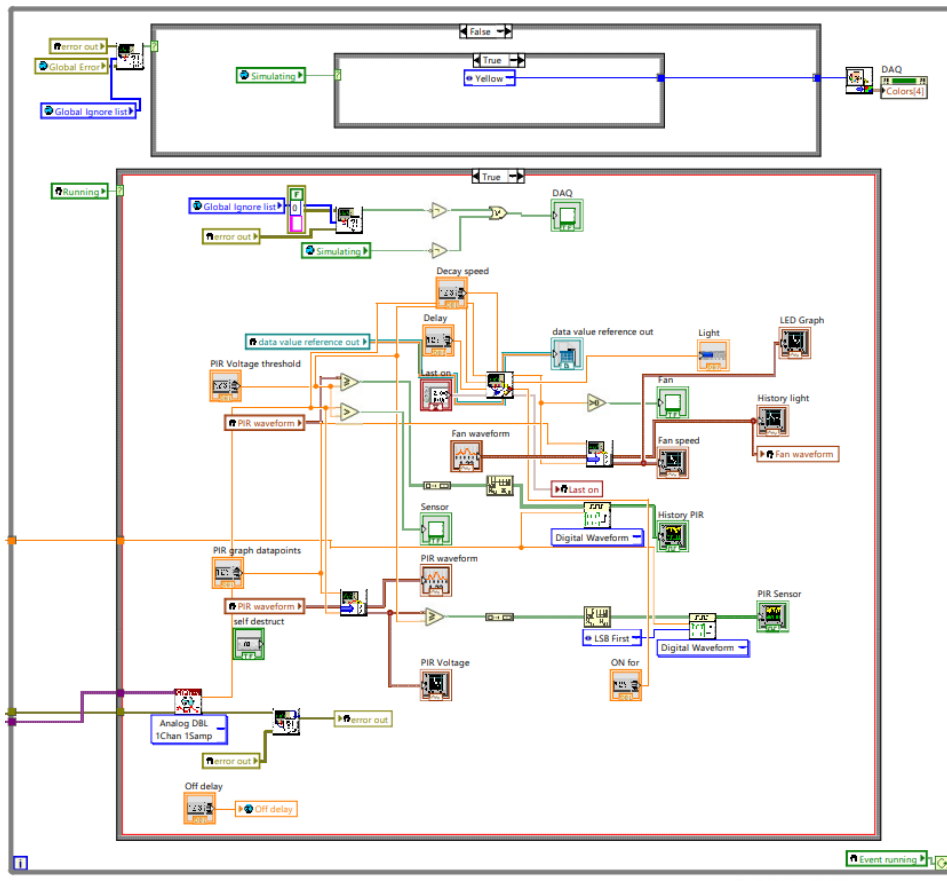 False
error out
Global Error
True
DAQ
Simulating
Yellow
Colors[4]
Global Ignore list
True
Running
DAQ
F
Global Ignore list
0
error out
Simulating
Decay speed
Delay
LED Graph
data value reference out
data value reference out
Light
PIR Voltage threshold
Last on
Fan
History light
PIR waveform
Fan waveform
Fan speed
Fan waveform
Last on
Sensor
History PIR
Digital Waveform
PIR graph datapoints
PIR waveform
PIR waveform
PIR Sensor
self destruct
LSB First
Digital Waveform
PIR Voltage
ON for
Analog DBL
1Chan 1Samp
error out
error out
Off delay
Off delay
Event running
i